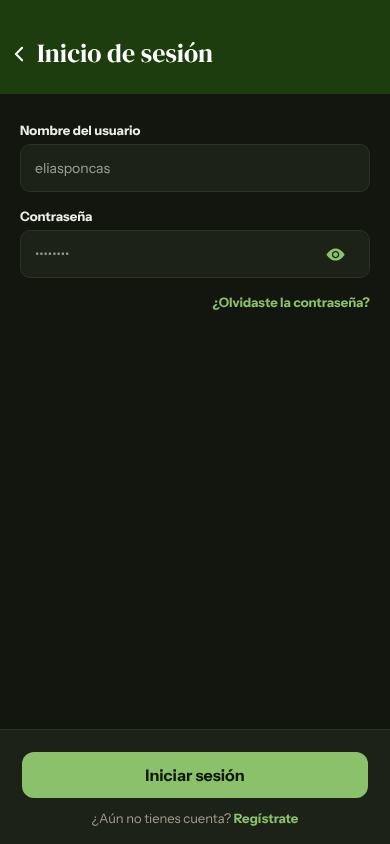 Inicio de sesión
Nombre del usuario
eliasponcas
Contraseña
••••••••
¿Olvidaste la contraseña?
Iniciar sesión
¿Aún no tienes cuenta? Regístrate